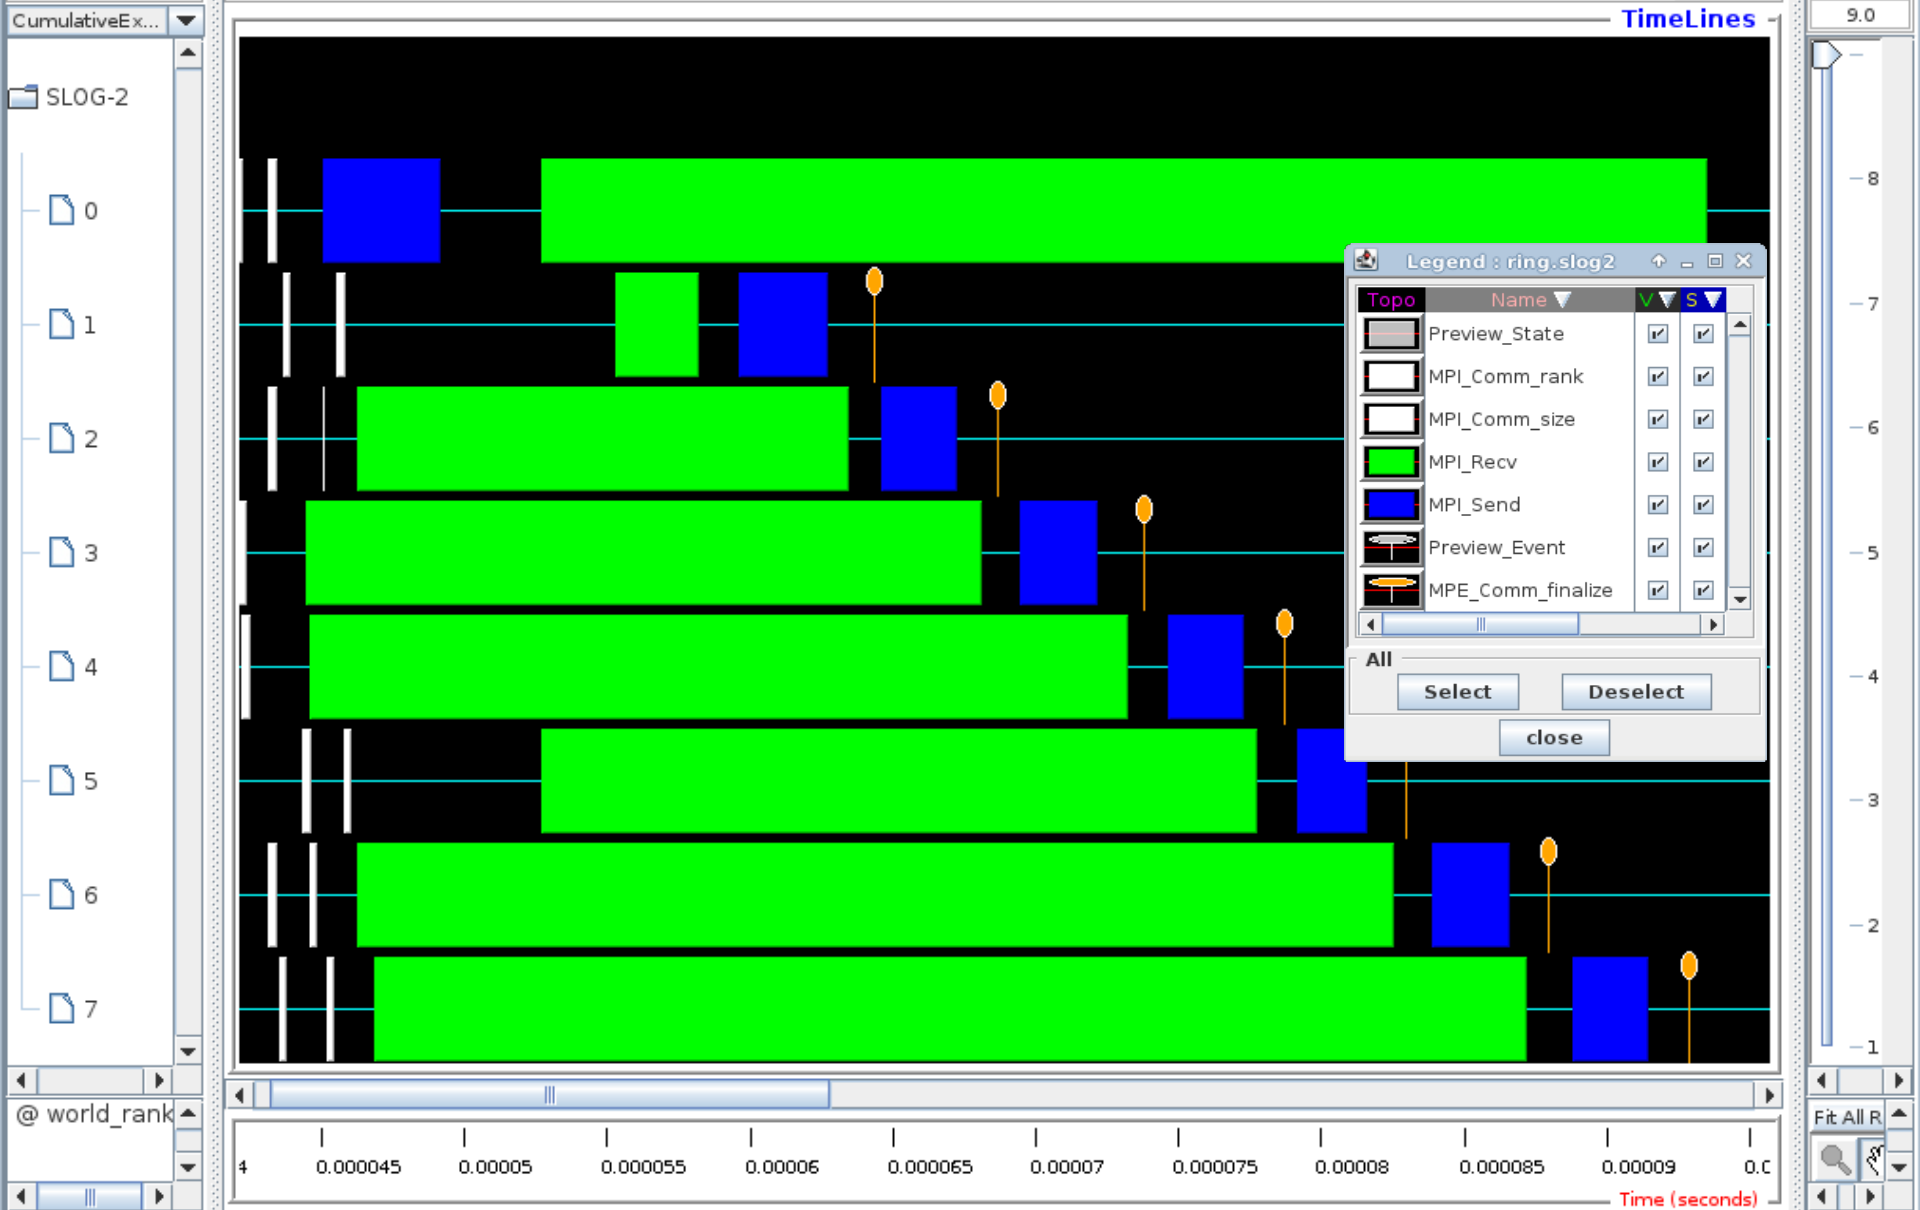 CumulativeEx...
TimeLines
9.0
SLOG-2
0
1
2
3
4
5
6
7
@ world_rank
Legend : ring.slog2
Topo Name V S
Preview_State
MPI_Comm_rank
MPI_Comm_size
MPI_Recv
MPI_Send
Preview_Event
MPE_Comm_finalize
All
Select Deselect
close
8
7
6
5
4
3
2
1
Fit All R
4 0.000045 0.00005 0.000055 0.00006 0.000065 0.00007 0.000075 0.00008 0.000085 0.00009 0.0
Time (seconds)